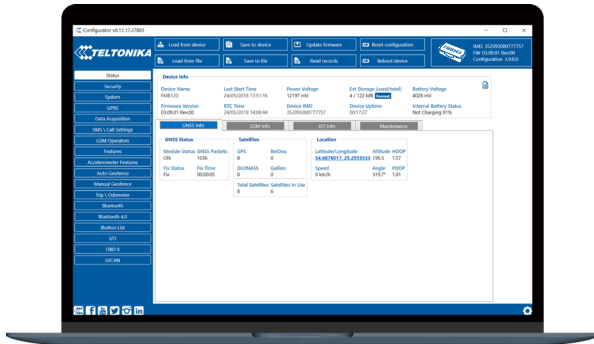 Configurator v0.13.17.27883
TELTONIKA
Load from device
Save to device
Update firmware
Reset configuration
Load from file
Save to file
Read records
Reboot device
FMB920
IMEI 352093080777757
FW 03.09.01 Rev:00
Configuration 3.9.0.0
Status
Security
System
GPRS
Data Acquisition
SMS \ Call Settings
GSM Operators
Features
Accelerometer Features
Auto Geofence
Manual Geofence
Trip \ Odometer
Bluetooth
Bluetooth 4.0
iButton List
I/O
OBD II
LVCAN
Device Info
Device Name Last Start Time Power Voltage Ext Storage (used/total) Battery Voltage
FMB120 24/05/2018 13:51:16 12197 mV. 4 / 122 MB Format 4028 mV.
Firmware Version RTC Time Device IMEI Device Uptime Internal Battery Status
03.09.01 Rev:00 24/05/2018 14:08:44 352093080777757 00:17:27 Not Charging 91%
GNSS Info GSM Info I/O Info Maintenance
GNSS Status Satellites Location
Module Status GNSS Packets GPS BeiDou Latitude/Longitude Altitude HDOP
ON 1036 8 0 54.6676017, 25.2553533 195.5 1.57
Fix Status Fix Time GLONASS Galileo Speed Angle PDOP
Fix 00:00:05 0 0 0 km/h 319.7° 1.81
Total Satellites Satellites in Use
8 6